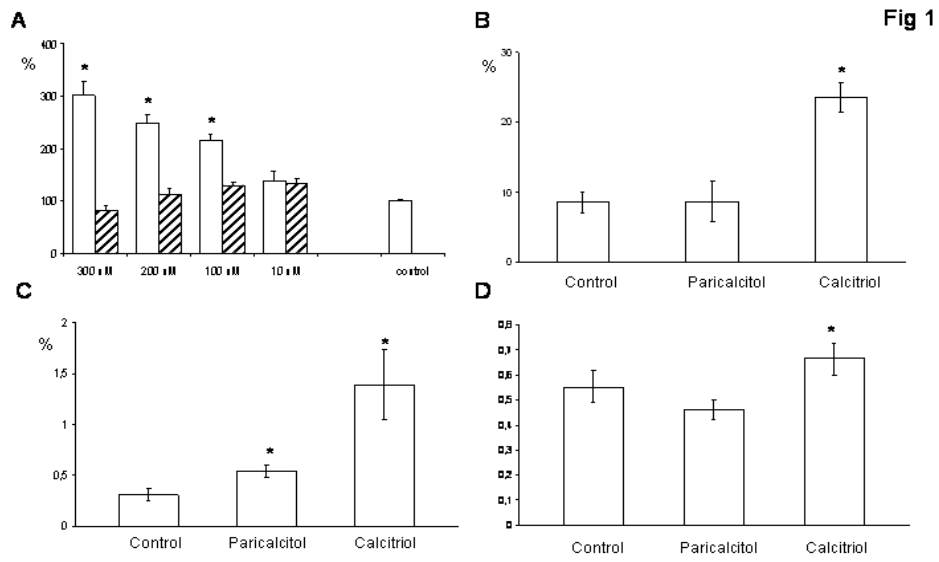 Fig 1
A
%
400
300
200
100
0
* * *
300 nM 200 nM 100 nM 10 nM control
B
%
30
20
10
0
*
Control Paricalcitol Calcitriol
C
%
2
1,5
1
0,5
0
* *
Control Paricalcitol Calcitriol
D
0,8
0,7
0,6
0,5
0,4
0,3
0,2
0,1
0
*
Control Paricalcitol Calcitriol